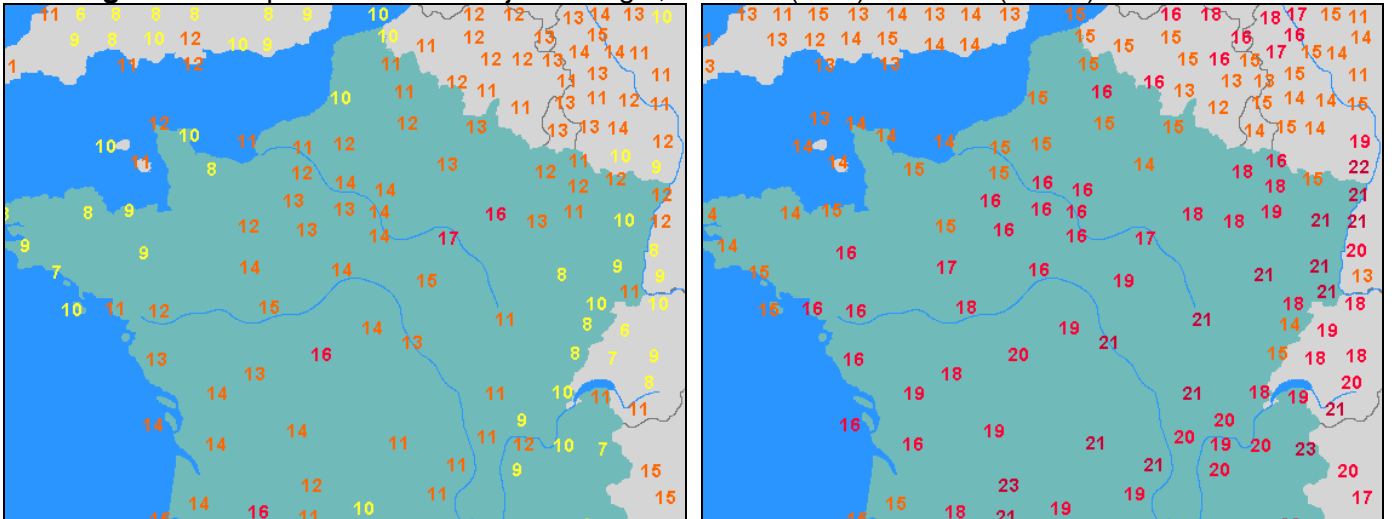 11 6 8 13 8 9 10 12 12 13 14 13 10
9 8 10 12 10 9 10 11 12 13 15 14 11
11 12 11 12 12 13 13 11
10 11 12 11 11 13 11 12 11
12 10 12 13 13 13 14 12
10 11 11 11 12 11 10
8 12 13 12 11 12 9
13 14 14 12 12
8 8 9 13 14 16 13 11 10 12
9 9 12 13 14 17 8
7 14 14 15 8 9 9
10 11 12 15 11 10 11 10
14 13 8 6
13 16 8 7 9
14 13 11 10 11 8
14 14 14 11 9 11
11 12 10 7
11 9 15
12 11 15
14 16 11 10
13 11 15 14 13 14 13 15 16 18 18 17 15 11
13 12 14 15 14 14 15 15 15 16 17 16 15 14 14
13 13 15 16 15 11
15 16 16 13 13 13 15 14 14 15
13 14 14 15 15 12 15
14 14 15 15 14 15 14 19
14 15 15 14 18 16 22
16 16 18 15 21
14 14 15 16 16 16 18 18 19 21 21
14 16 15 16 16 17 20
15 17 16 19 21 21 13
15 16 16 18 21 18 21 18
19 21 14 19
16 20 15 18 18
19 18 21 18 19 20
16 16 19 20 20 21
21 20 19 20 23
21 20 20
23 19 17
15 18 21 19